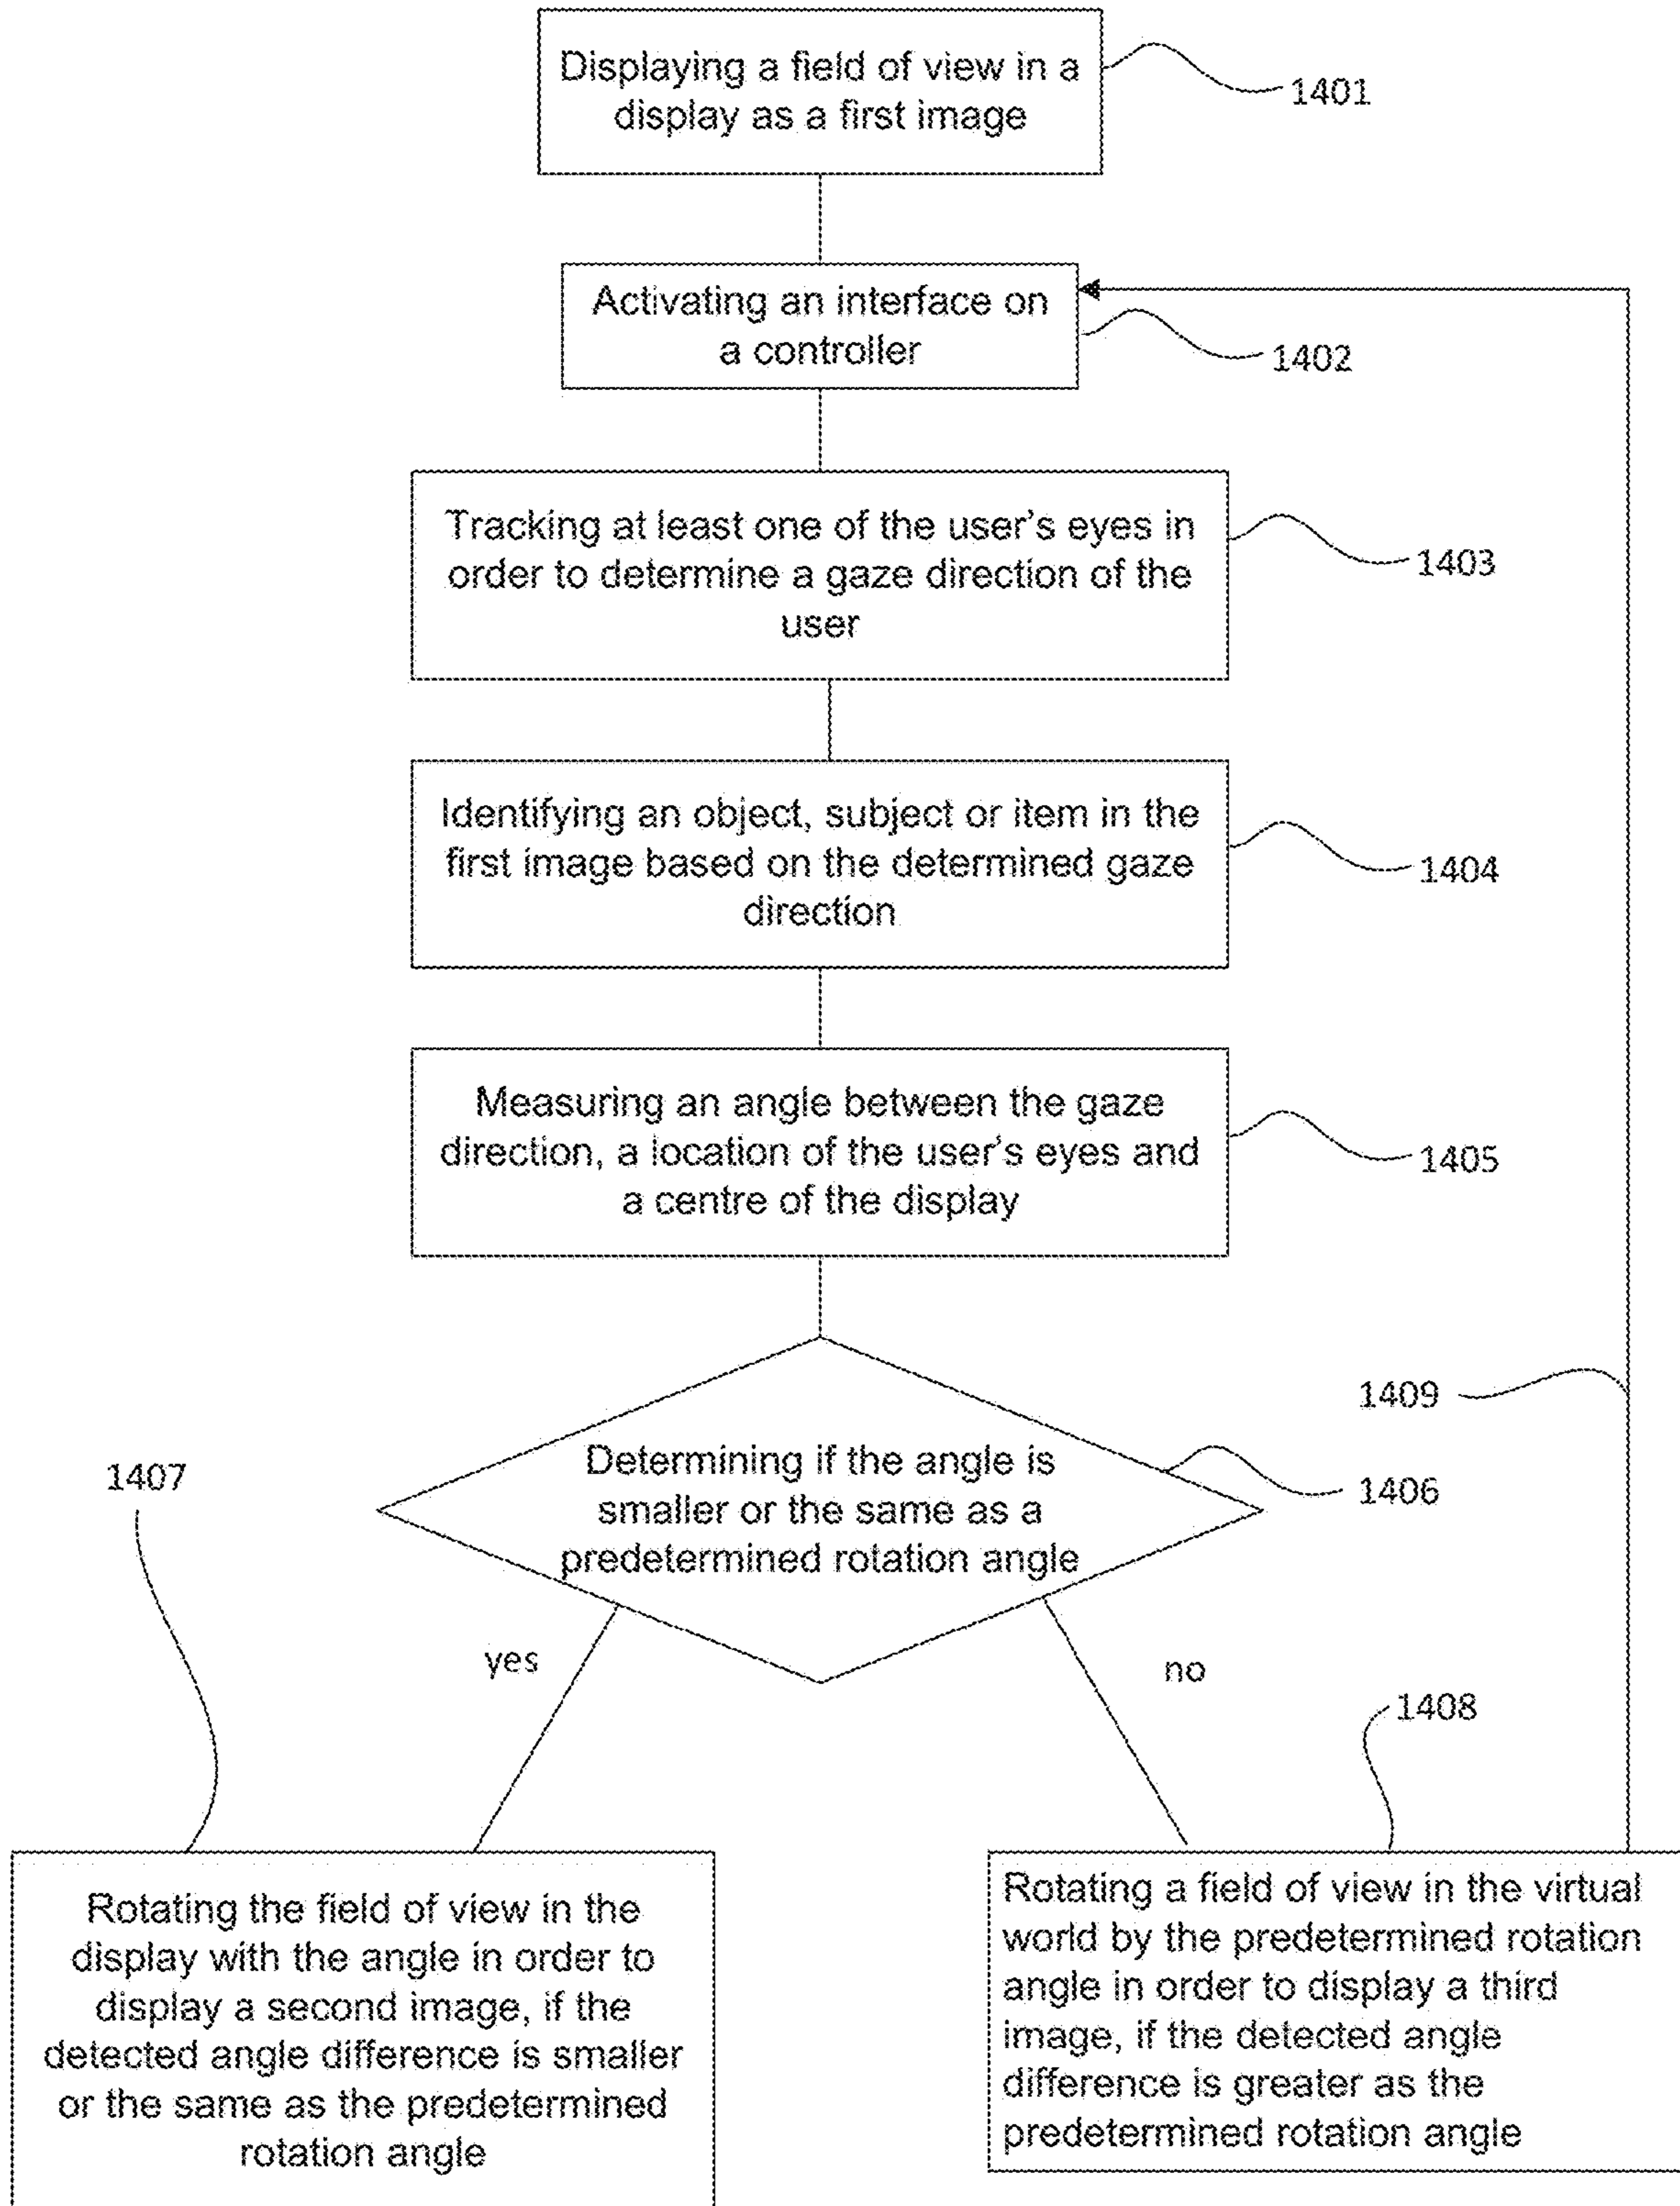 Displaying a field of view in a
display as a first image
1401
Activating an interface on
a controller
1402
Tracking at least one of the user's eyes in
order to determine a gaze direction of the
user
1403
Identifying an object, subject or item in the
first image based on the determined gaze
direction
1404
Measuring an angle between the gaze
direction, a location of the user's eyes and
a centre of the display
1405
1409
Determining if the angle is
smaller or the same as a
predetermined rotation angle
1406
1407
yes
no
1408
Rotating the field of view in the
display with the angle in order to
display a second image, if the
detected angle difference is smaller
or the same as the predetermined
rotation angle
Rotating a field of view in the virtual
world by the predetermined rotation
angle in order to display a third
image, if the detected angle
difference is greater as the
predetermined rotation angle